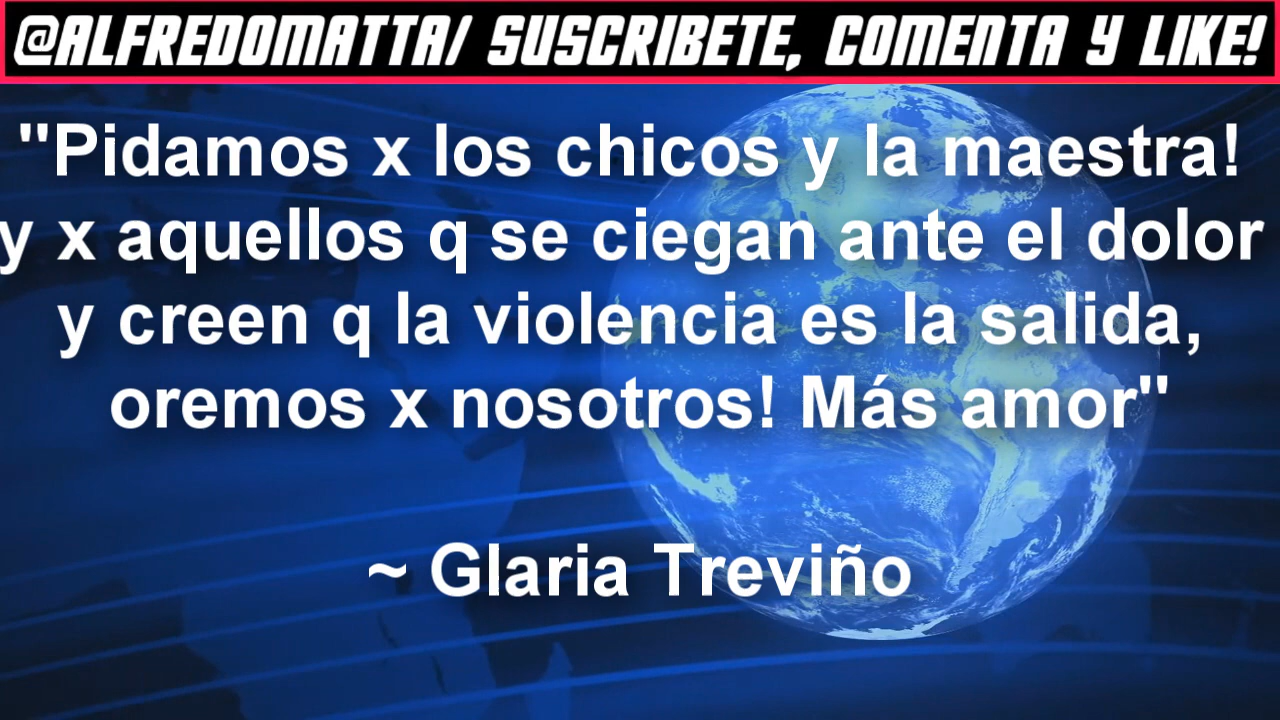 @ALFREDOMATTA/ SUSCRIBETE, COMENTA Y LIKE!
"Pidamos x los chicos y la maestra!
y x aquellos q se ciegan ante el dolor
y creen q la violencia es la salida,
oremos x nosotros! Más amor"
~ Glaria Treviño